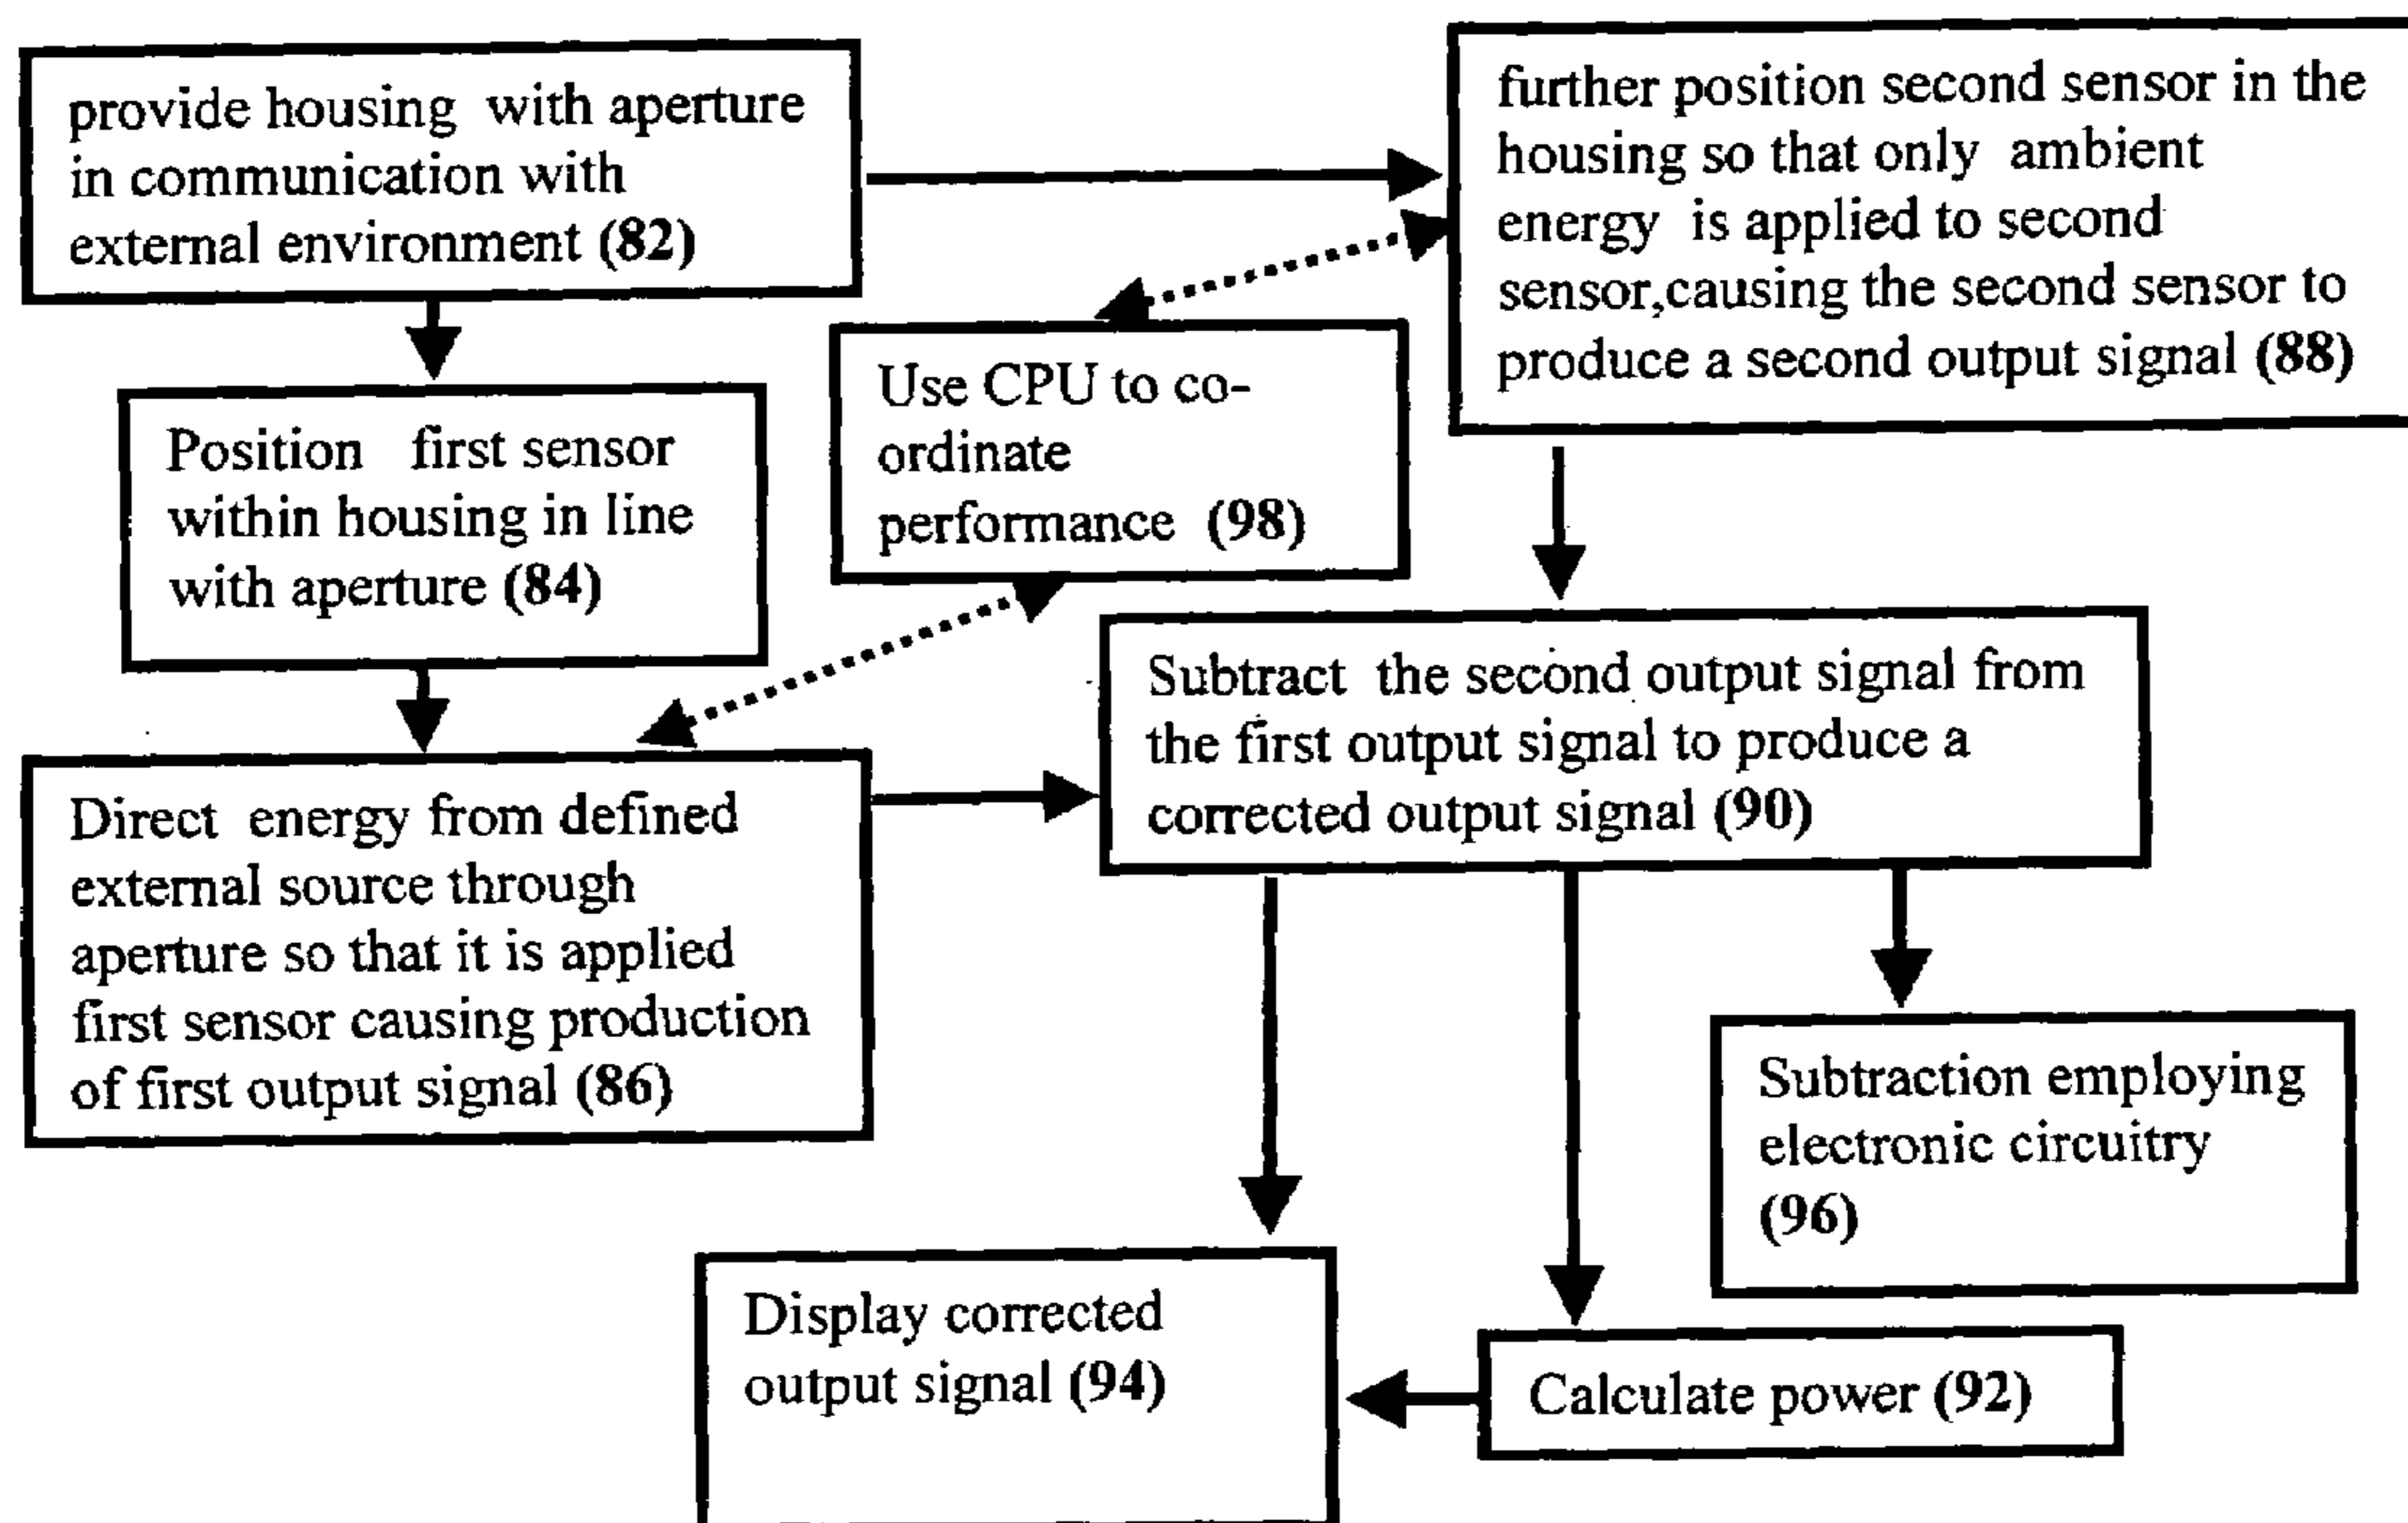 provide housing with aperture
in communication with
external environment (82)
further position second sensor in the
housing so that only ambient
energy is applied to second
sensor,causing the second sensor to
produce a second output signal (88)
Use CPU to co-
ordinate
performance (98)
Position first sensor
within housing in line
with aperture (84)
Subtract the second output signal from
the first output signal to produce a
corrected output signal (90)
Direct energy from defined
external source through
aperture so that it is applied
first sensor causing production
of first output signal (86)
Subtraction employing
electronic circuitry
(96)
Display corrected
output signal (94)
Calculate power (92)